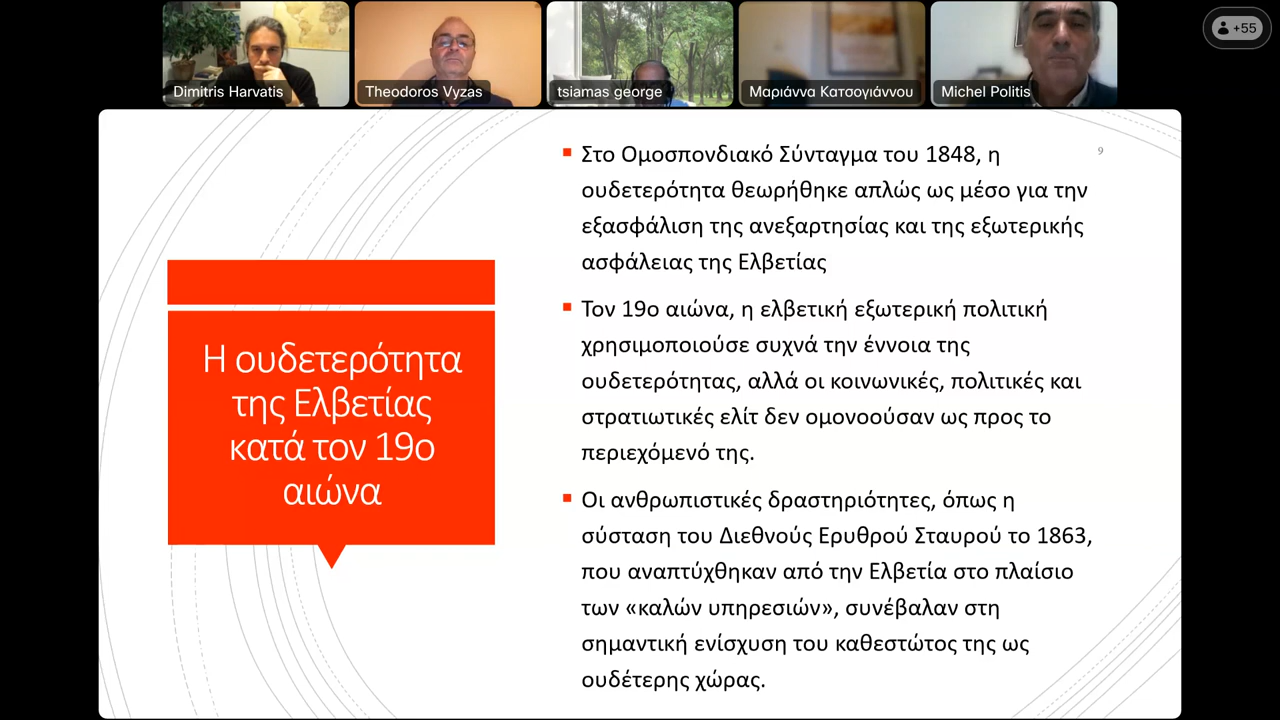 Dimitris Harvatis
Theodoros Vyzas
tsiamas george
Μαριάννα Κατσογιάννου
Michel Politis
+55
9
Η ουδετερότητα
της Ελβετίας
κατά τον 19ο
αιώνα
Στο Ομοσπονδιακό Σύνταγμα του 1848, η
ουδετερότητα θεωρήθηκε απλώς ως μέσο για την
εξασφάλιση της ανεξαρτησίας και της εξωτερικής
ασφάλειας της Ελβετίας
Τον 19ο αιώνα, η ελβετική εξωτερική πολιτική
χρησιμοποιούσε συχνά την έννοια της
ουδετερότητας, αλλά οι κοινωνικές, πολιτικές και
στρατιωτικές ελίτ δεν ομονοούσαν ως προς το
περιεχόμενό της.
Οι ανθρωπιστικές δραστηριότητες, όπως η
σύσταση του Διεθνούς Ερυθρού Σταυρού το 1863,
που αναπτύχθηκαν από την Ελβετία στο πλαίσιο
των «καλών υπηρεσιών», συνέβαλαν στη
σημαντική ενίσχυση του καθεστώτος της ως
ουδέτερης χώρας.